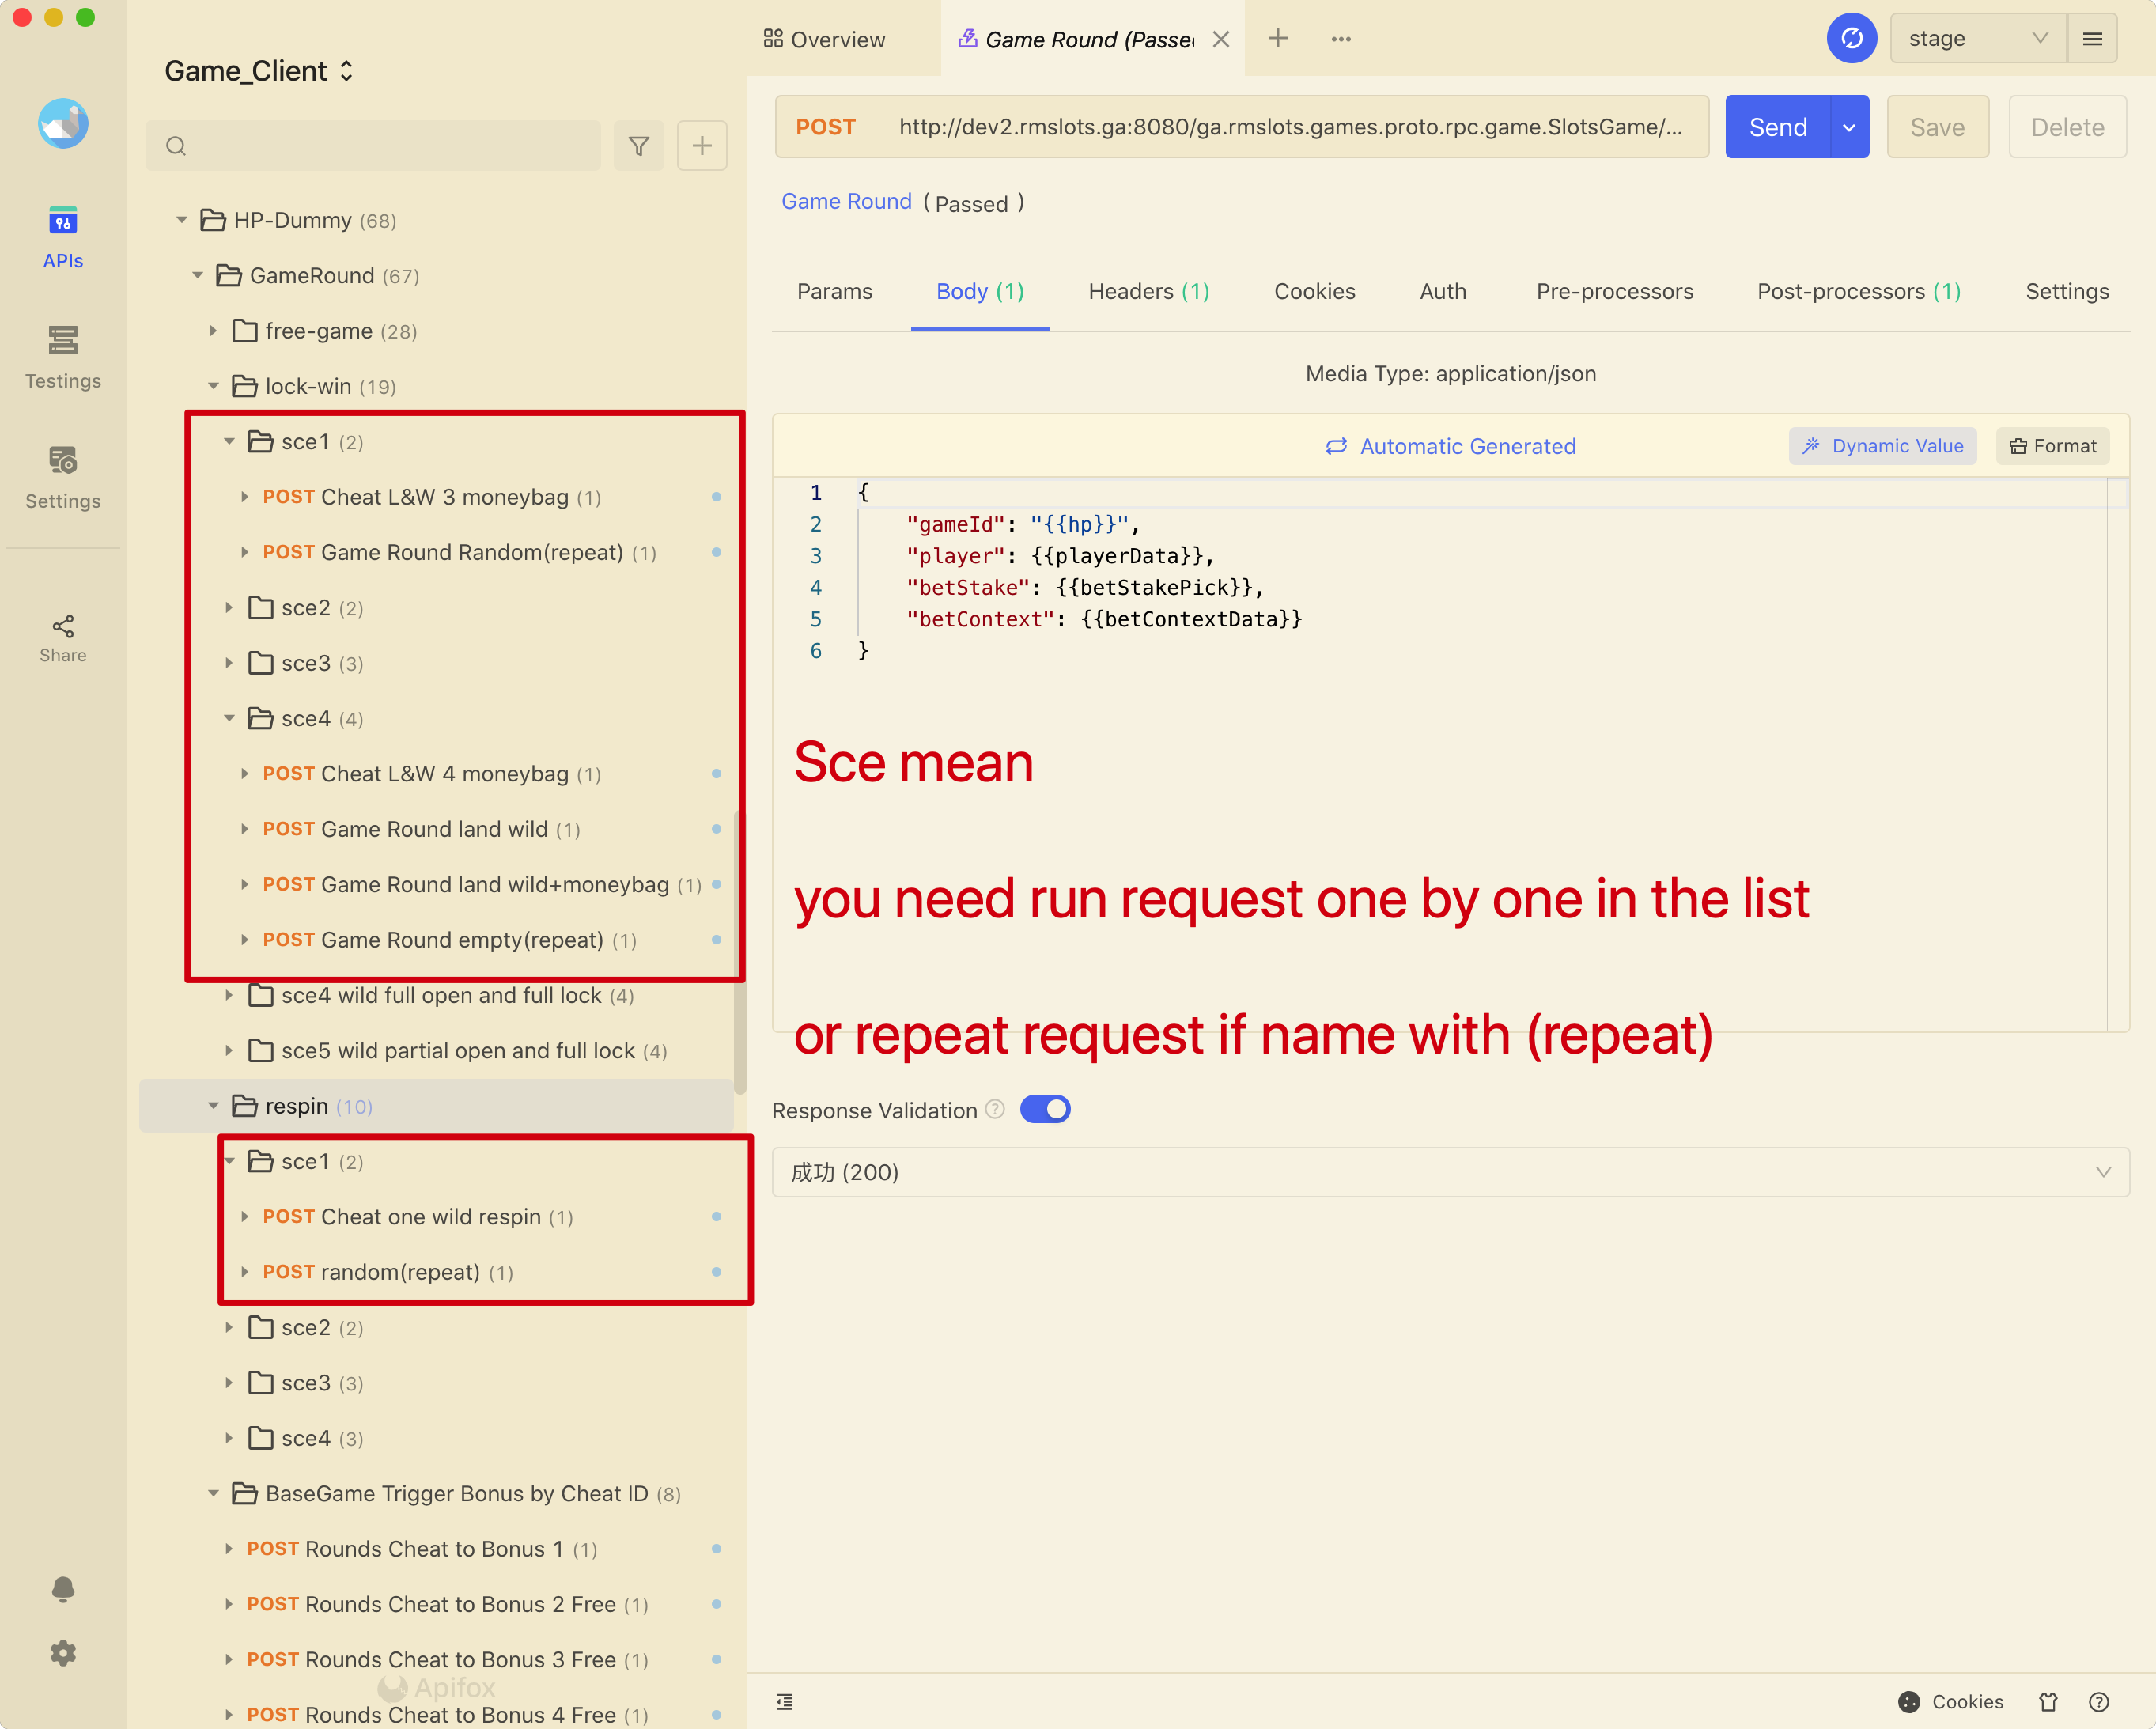 Game_Client
APIs
Testings
Settings
Share
HP-Dummy (68)
GameRound (67)
free-game (28)
lock-win (19)
sce1 (2)
POST Cheat L&W 3 moneybag (1)
POST Game Round Random(repeat) (1)
sce2 (2)
sce3 (3)
sce4 (4)
POST Cheat L&W 4 moneybag (1)
POST Game Round land wild (1)
POST Game Round land wild+moneybag (1)
POST Game Round empty(repeat) (1)
sce4 wild full open and full lock (4)
sce5 wild partial open and full lock (4)
respin (10)
sce1 (2)
POST Cheat one wild respin (1)
POST random(repeat) (1)
sce2 (2)
sce3 (3)
sce4 (3)
BaseGame Trigger Bonus by Cheat ID (8)
POST Rounds Cheat to Bonus 1 (1)
POST Rounds Cheat to Bonus 2 Free (1)
POST Rounds Cheat to Bonus 3 Free (1)
Apifox
POST Rounds Cheat to Bonus 4 Free (1)
Overview
Game Round (Passe
stage
POST http://dev2.rmslots.ga:8080/ga.rmslots.games.proto.rpc.game.SlotsGame/...
Send
Save
Delete
Game Round ( Passed )
Params Body (1) Headers (1) Cookies Auth Pre-processors Post-processors (1) Settings
Media Type: application/json
Automatic Generated
Dynamic Value
Format
1 {
2 "gameId": "{{hp}}",
3 "player": {{playerData}},
4 "betStake": {{betStakePick}},
5 "betContext": {{betContextData}}
6 }
Sce mean
you need run request one by one in the list
or repeat request if name with (repeat)
Response Validation
成功 (200)
Cookies